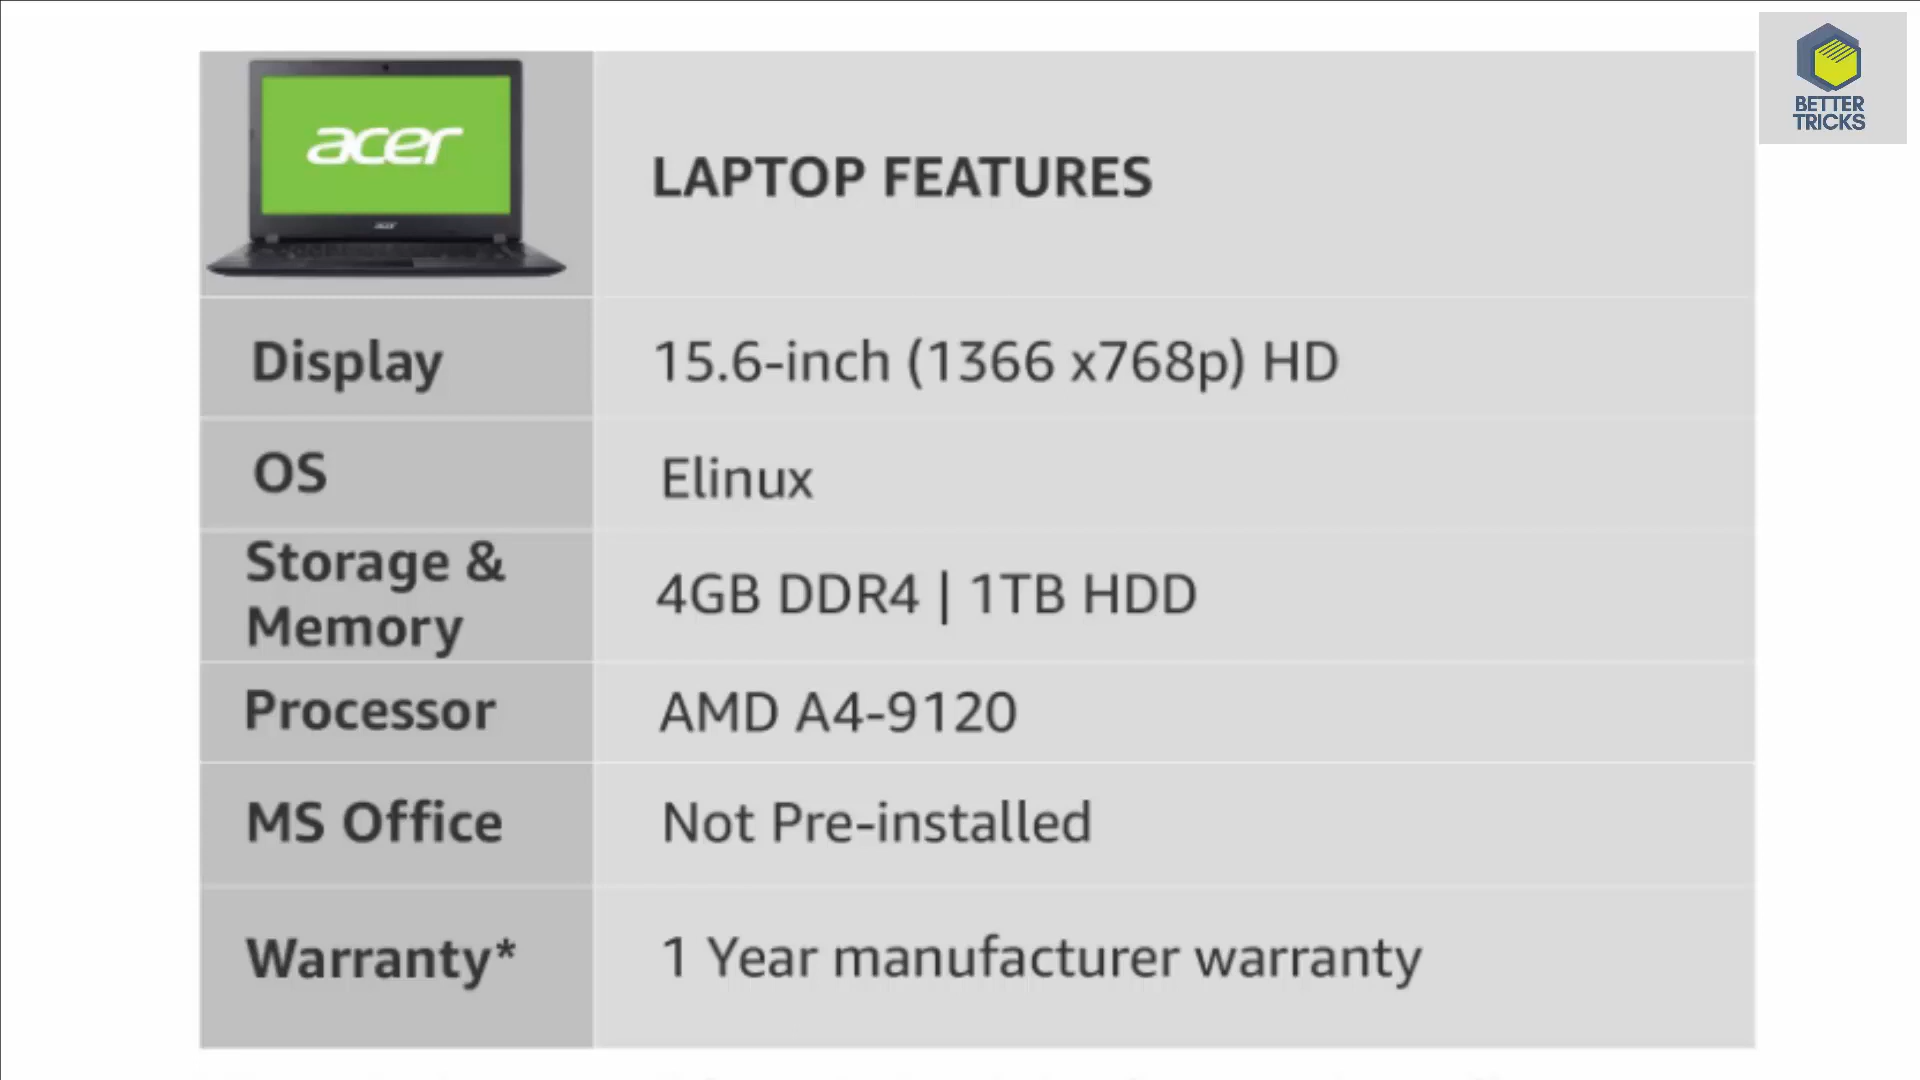 acer
acer
BETTER
TRICKS
LAPTOP FEATURES
Display 15.6-inch (1366 x768p) HD
OS Elinux
Storage &
Memory 4GB DDR4 | 1TB HDD
Processor AMD A4-9120
MS Office Not Pre-installed
Warranty* 1 Year manufacturer warranty